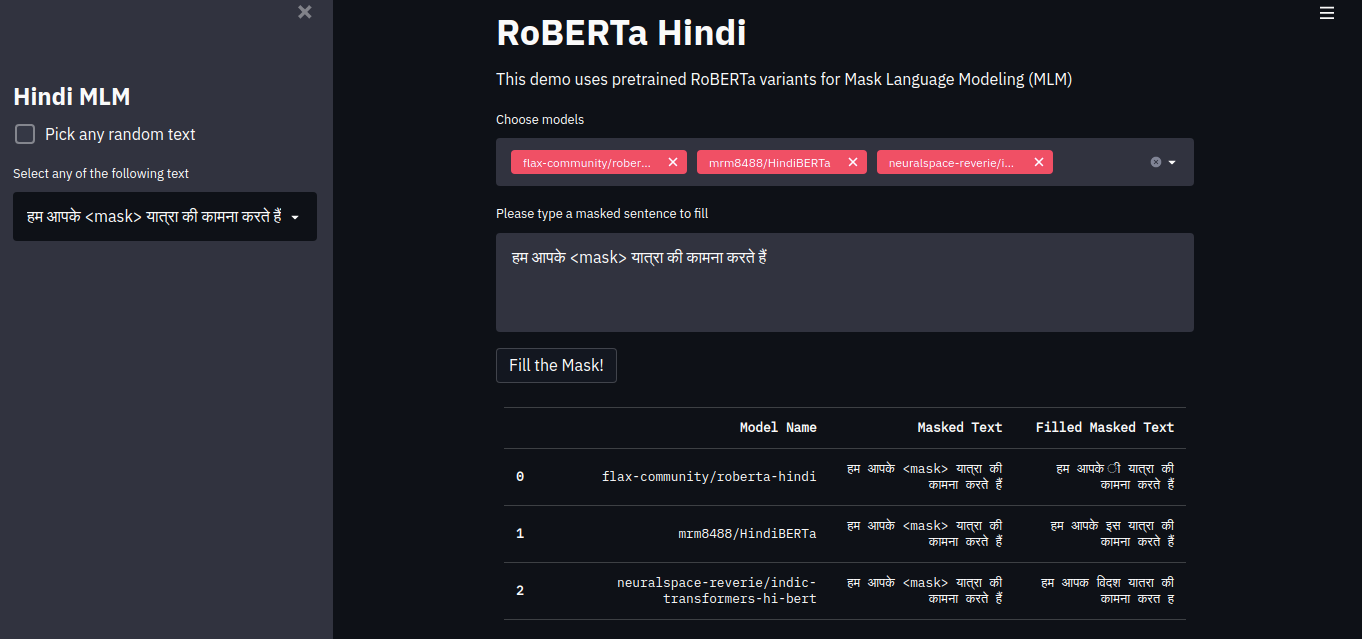 Hindi MLM
Pick any random text
Select any of the following text
हम आपके <mask> यात्रा की कामना करते हैं
RoBERTa Hindi
This demo uses pretrained RoBERTa variants for Mask Language Modeling (MLM)
Choose models
flax-community/rober... mrm8488/HindiBERTa neuralspace-reverie/i...
Please type a masked sentence to fill
हम आपके <mask> यात्रा की कामना करते हैं
Fill the Mask!
Model Name Masked Text Filled Masked Text
0 flax-community/roberta-hindi हम आपके <mask> यात्रा की हम आपके ी यात्रा की
कामना करते हैं कामना करते हैं
1 mrm8488/HindiBERTa हम आपके <mask> यात्रा की हम आपके इस यात्रा की
कामना करते हैं कामना करते हैं
2 neuralspace-reverie/indic- हम आपके <mask> यात्रा की हम आपक विदश यातरा की
transformers-hi-bert कामना करते हैं कामना करत ह